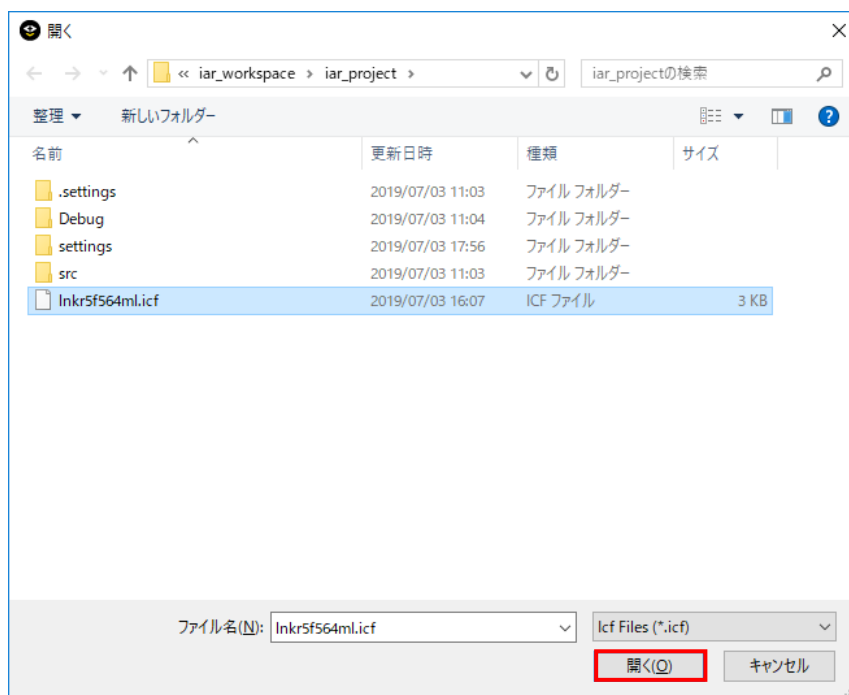 開く
« iar_workspace › iar_project ›
iar_projectの検索
整理 新しいフォルダー
名前 更新日時 種類 サイズ
.settings 2019/07/03 11:03 ファイル フォルダー
Debug 2019/07/03 11:04 ファイル フォルダー
settings 2019/07/03 17:56 ファイル フォルダー
src 2019/07/03 11:03 ファイル フォルダー
lnkr5f564ml.icf 2019/07/03 16:07 ICF ファイル 3 KB
ファイル名(N): lnkr5f564ml.icf Icf Files (*.icf)
開く(O) キャンセル